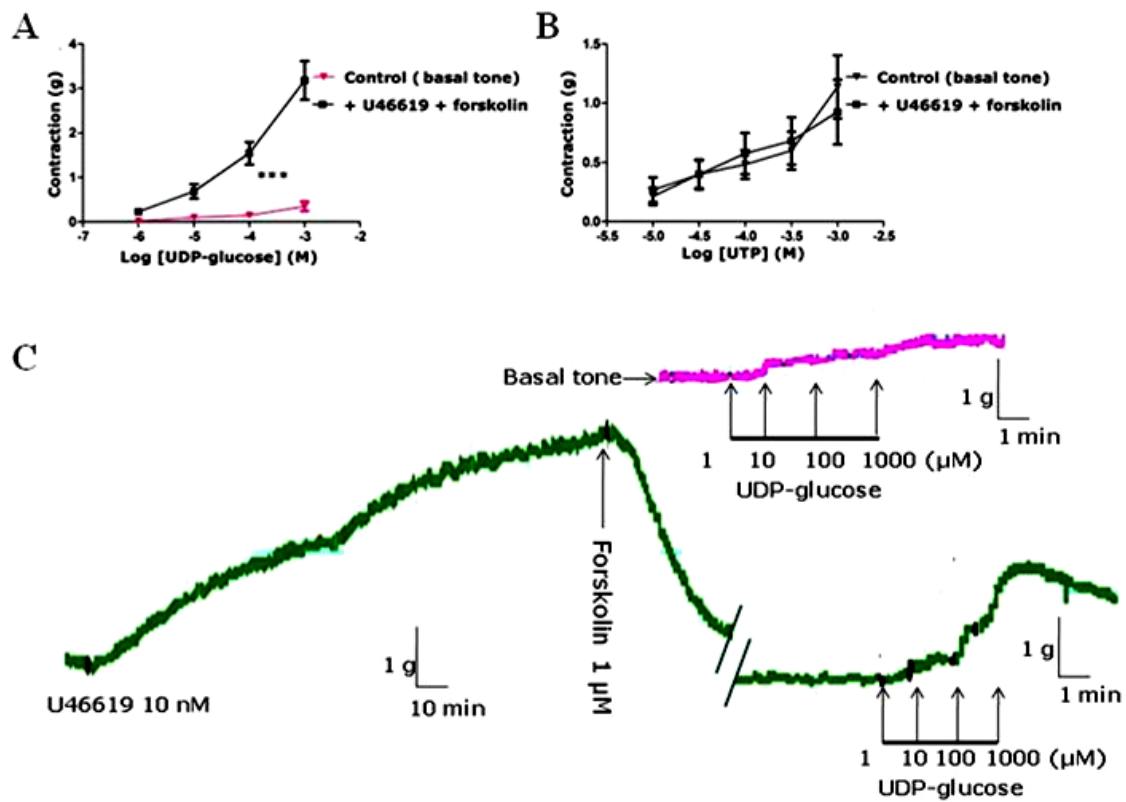 A
4
3
2
1
0
Contraction (g)
Control (basal tone)
+ U46619 + forskolin
***
-7 -6 -5 -4 -3 -2
Log [UDP-glucose] (M)
B
1.5
1.0
0.5
0.0
Contraction (g)
Control (basal tone)
+ U46619 + forskolin
-5.5 -5.0 -4.5 -4.0 -3.5 -3.0 -2.5
Log [UTP] (M)
C
Basal tone
1 g
1 min
1 10 100 1000 (µM)
UDP-glucose
Forskolin 1 µM
1 g
10 min
U46619 10 nM
1 g
1 min
1 10 100 1000 (µM)
UDP-glucose